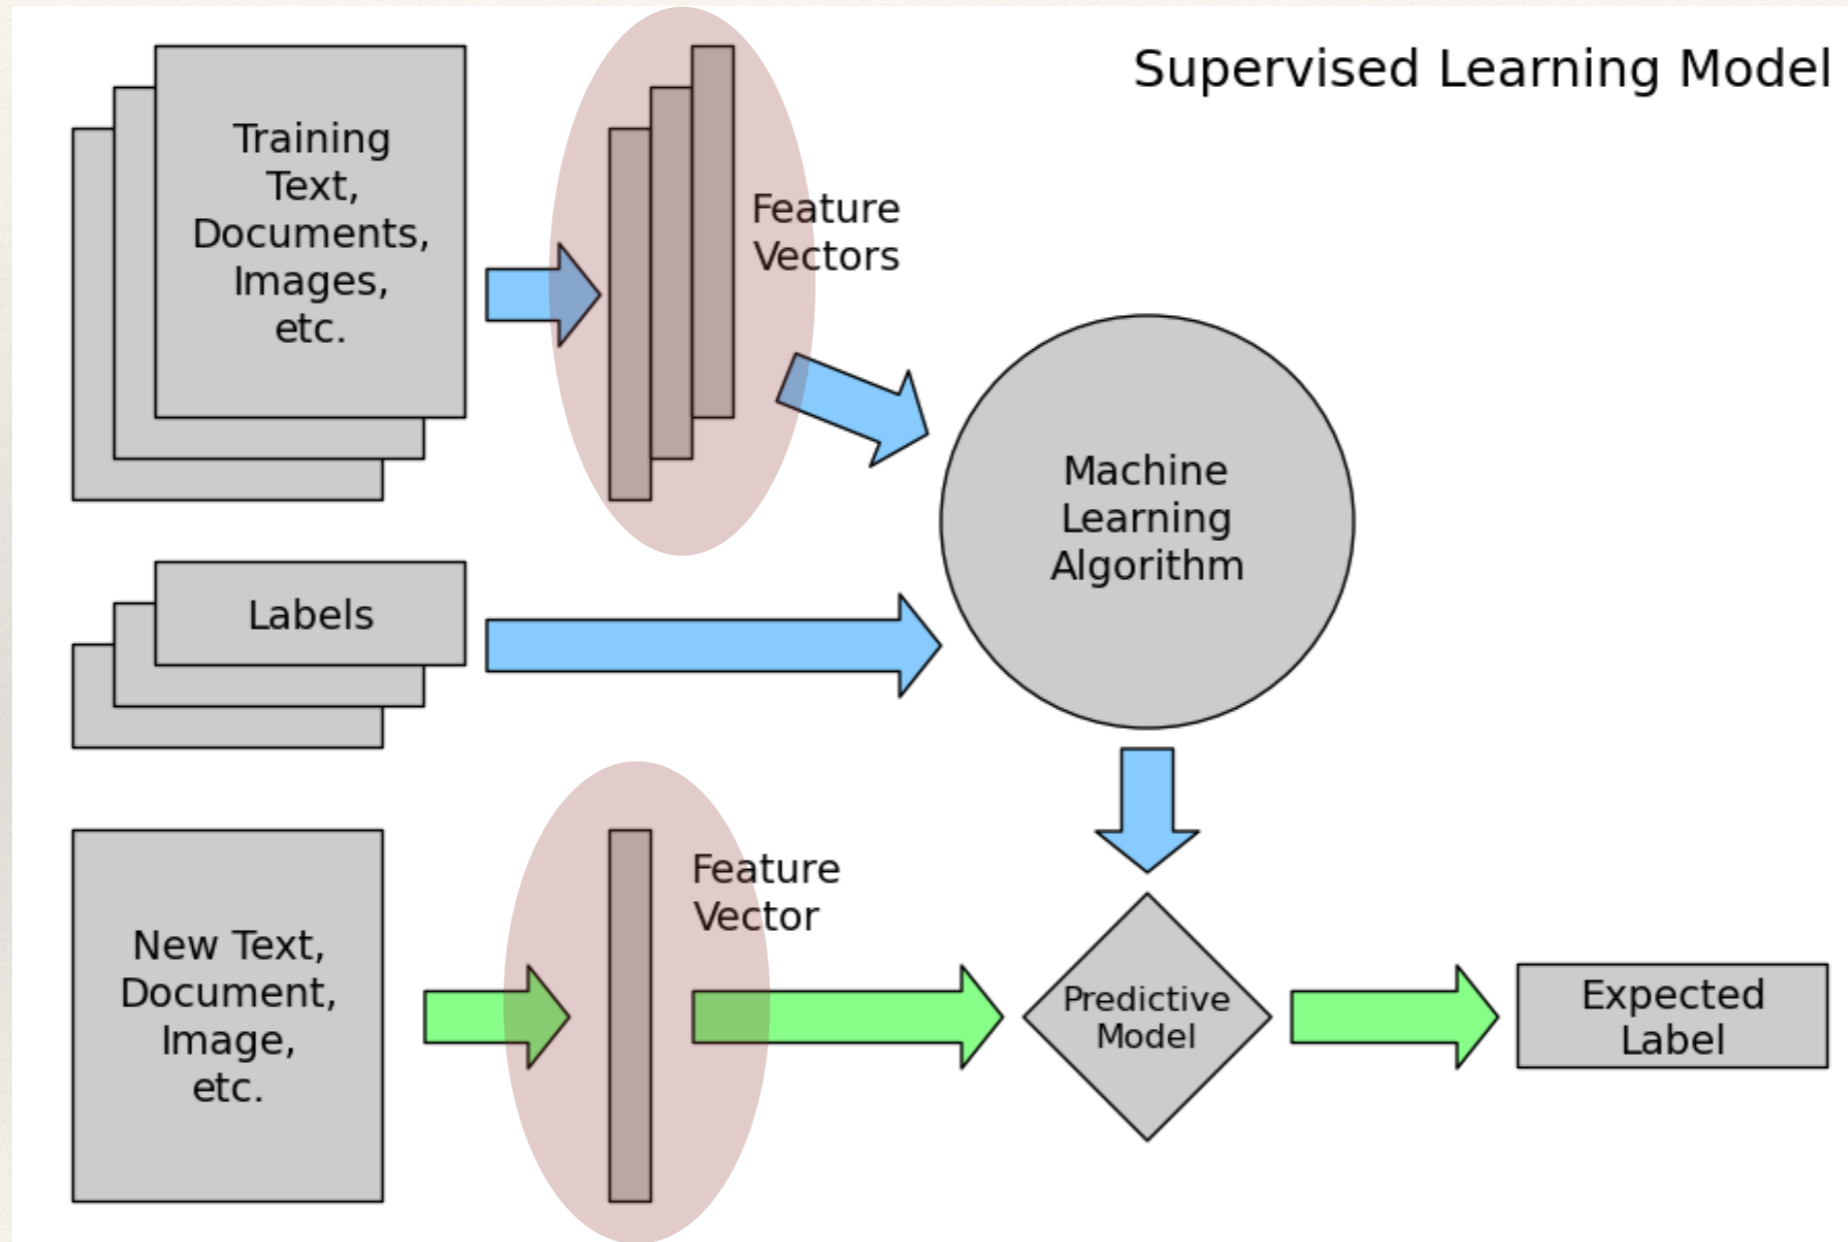 Supervised Learning Model
Training
Text,
Documents,
Images,
etc.
Feature
Vectors
Machine
Learning
Algorithm
Labels
New Text,
Document,
Image,
etc.
Feature
Vector
Predictive
Model
Expected
Label